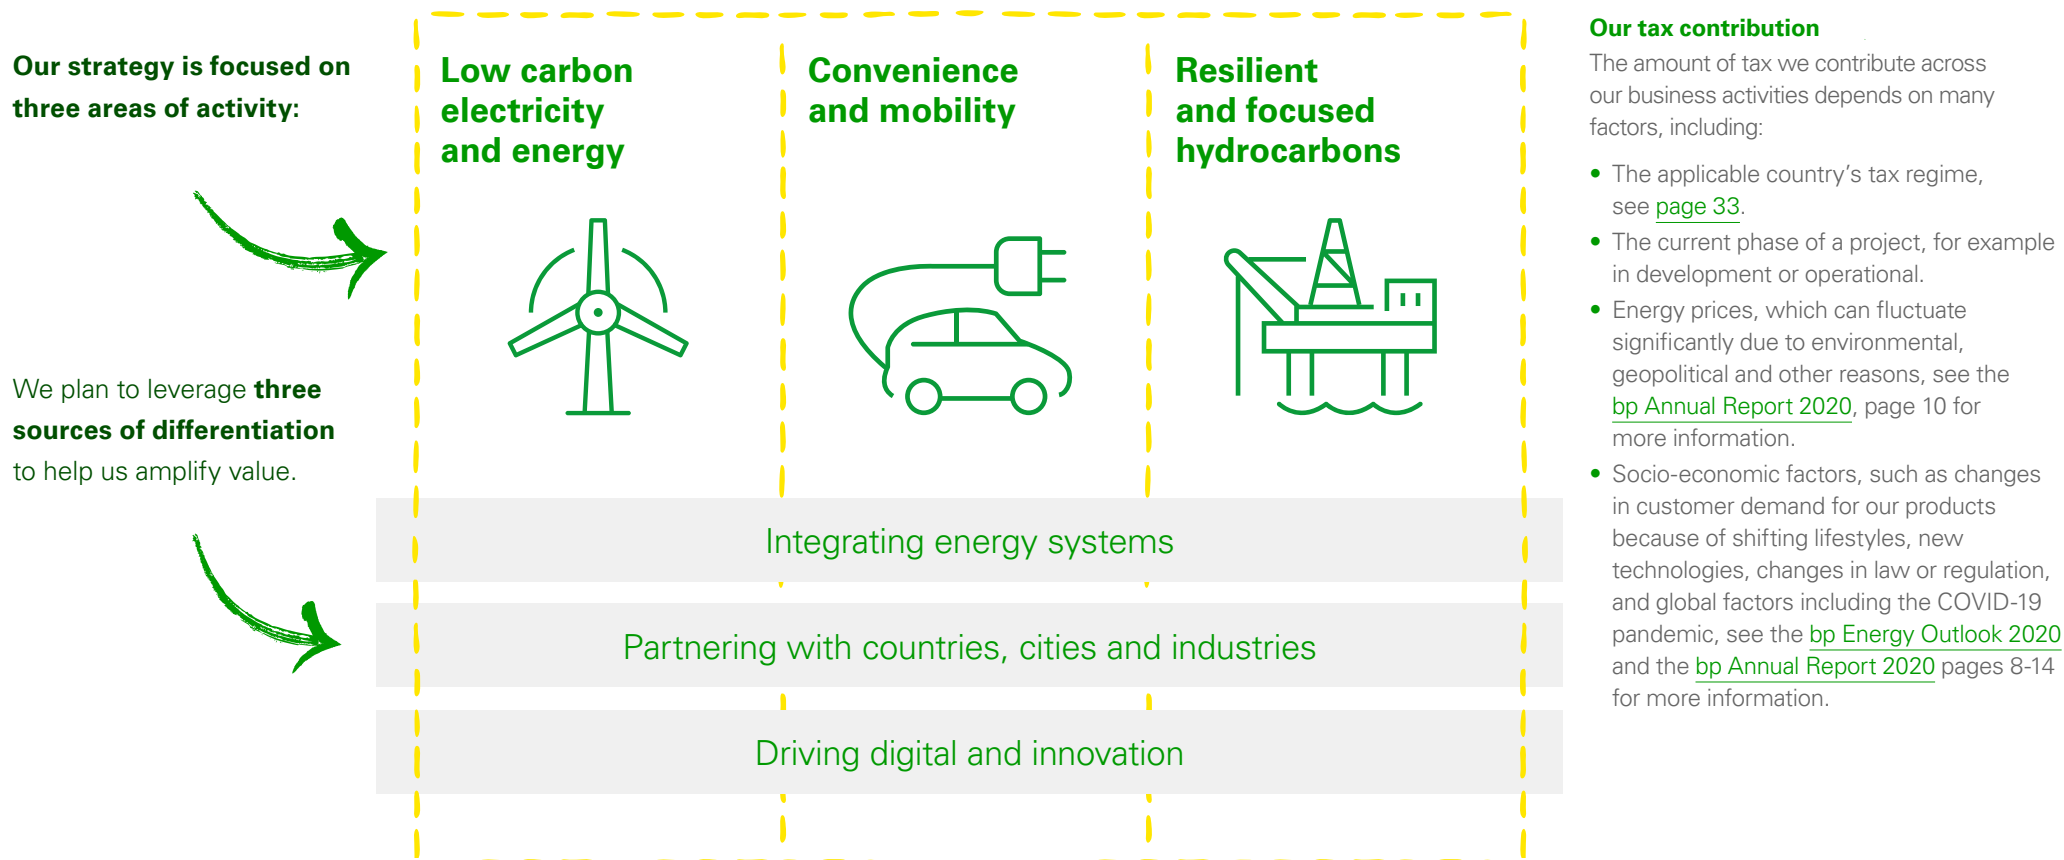 Our strategy is focused on
three areas of activity:
We plan to leverage three
sources of differentiation
to help us amplify value.
Low carbon
electricity
and energy
Convenience
and mobility
Resilient
and focused
hydrocarbons
Integrating energy systems
Partnering with countries, cities and industries
Driving digital and innovation
Our tax contribution
The amount of tax we contribute across
our business activities depends on many
factors, including:
• The applicable country's tax regime,
see page 33.
• The current phase of a project, for example
in development or operational.
• Energy prices, which can fluctuate
significantly due to environmental,
geopolitical and other reasons, see the
bp Annual Report 2020, page 10 for
more information.
• Socio-economic factors, such as changes
in customer demand for our products
because of shifting lifestyles, new
technologies, changes in law or regulation,
and global factors including the COVID-19
pandemic, see the bp Energy Outlook 2020
and the bp Annual Report 2020 pages 8-14
for more information.